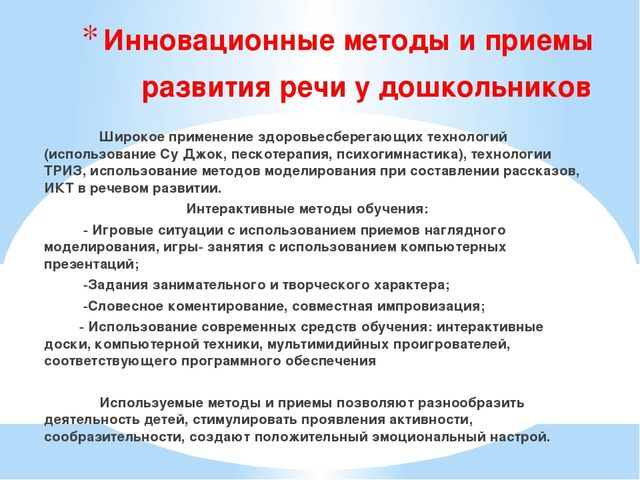 * Инновационные методы и приемы
развития речи у дошкольников
Широкое применение здоровьесберегающих технологий
(использование Су Джок, пескотерапия, психогимнастика), технологии
ТРИЗ, использование методов моделирования при составлении рассказов,
ИКТ в речевом развитии.
Интерактивные методы обучения:
- Игровые ситуации с использованием приемов наглядного
моделирования, игры- занятия с использованием компьютерных
презентаций;
-Задания занимательного и творческого характера;
-Словесное коментирование, совместная импровизация;
- Использование современных средств обучения: интерактивные
доски, компьютерной техники, мультимидийных проигрователей,
соответствующего программного обеспечения
Используемые методы и приемы позволяют разнообразить
деятельность детей, стимулировать проявления активности,
сообразительности, создают положительный эмоциональный настрой.